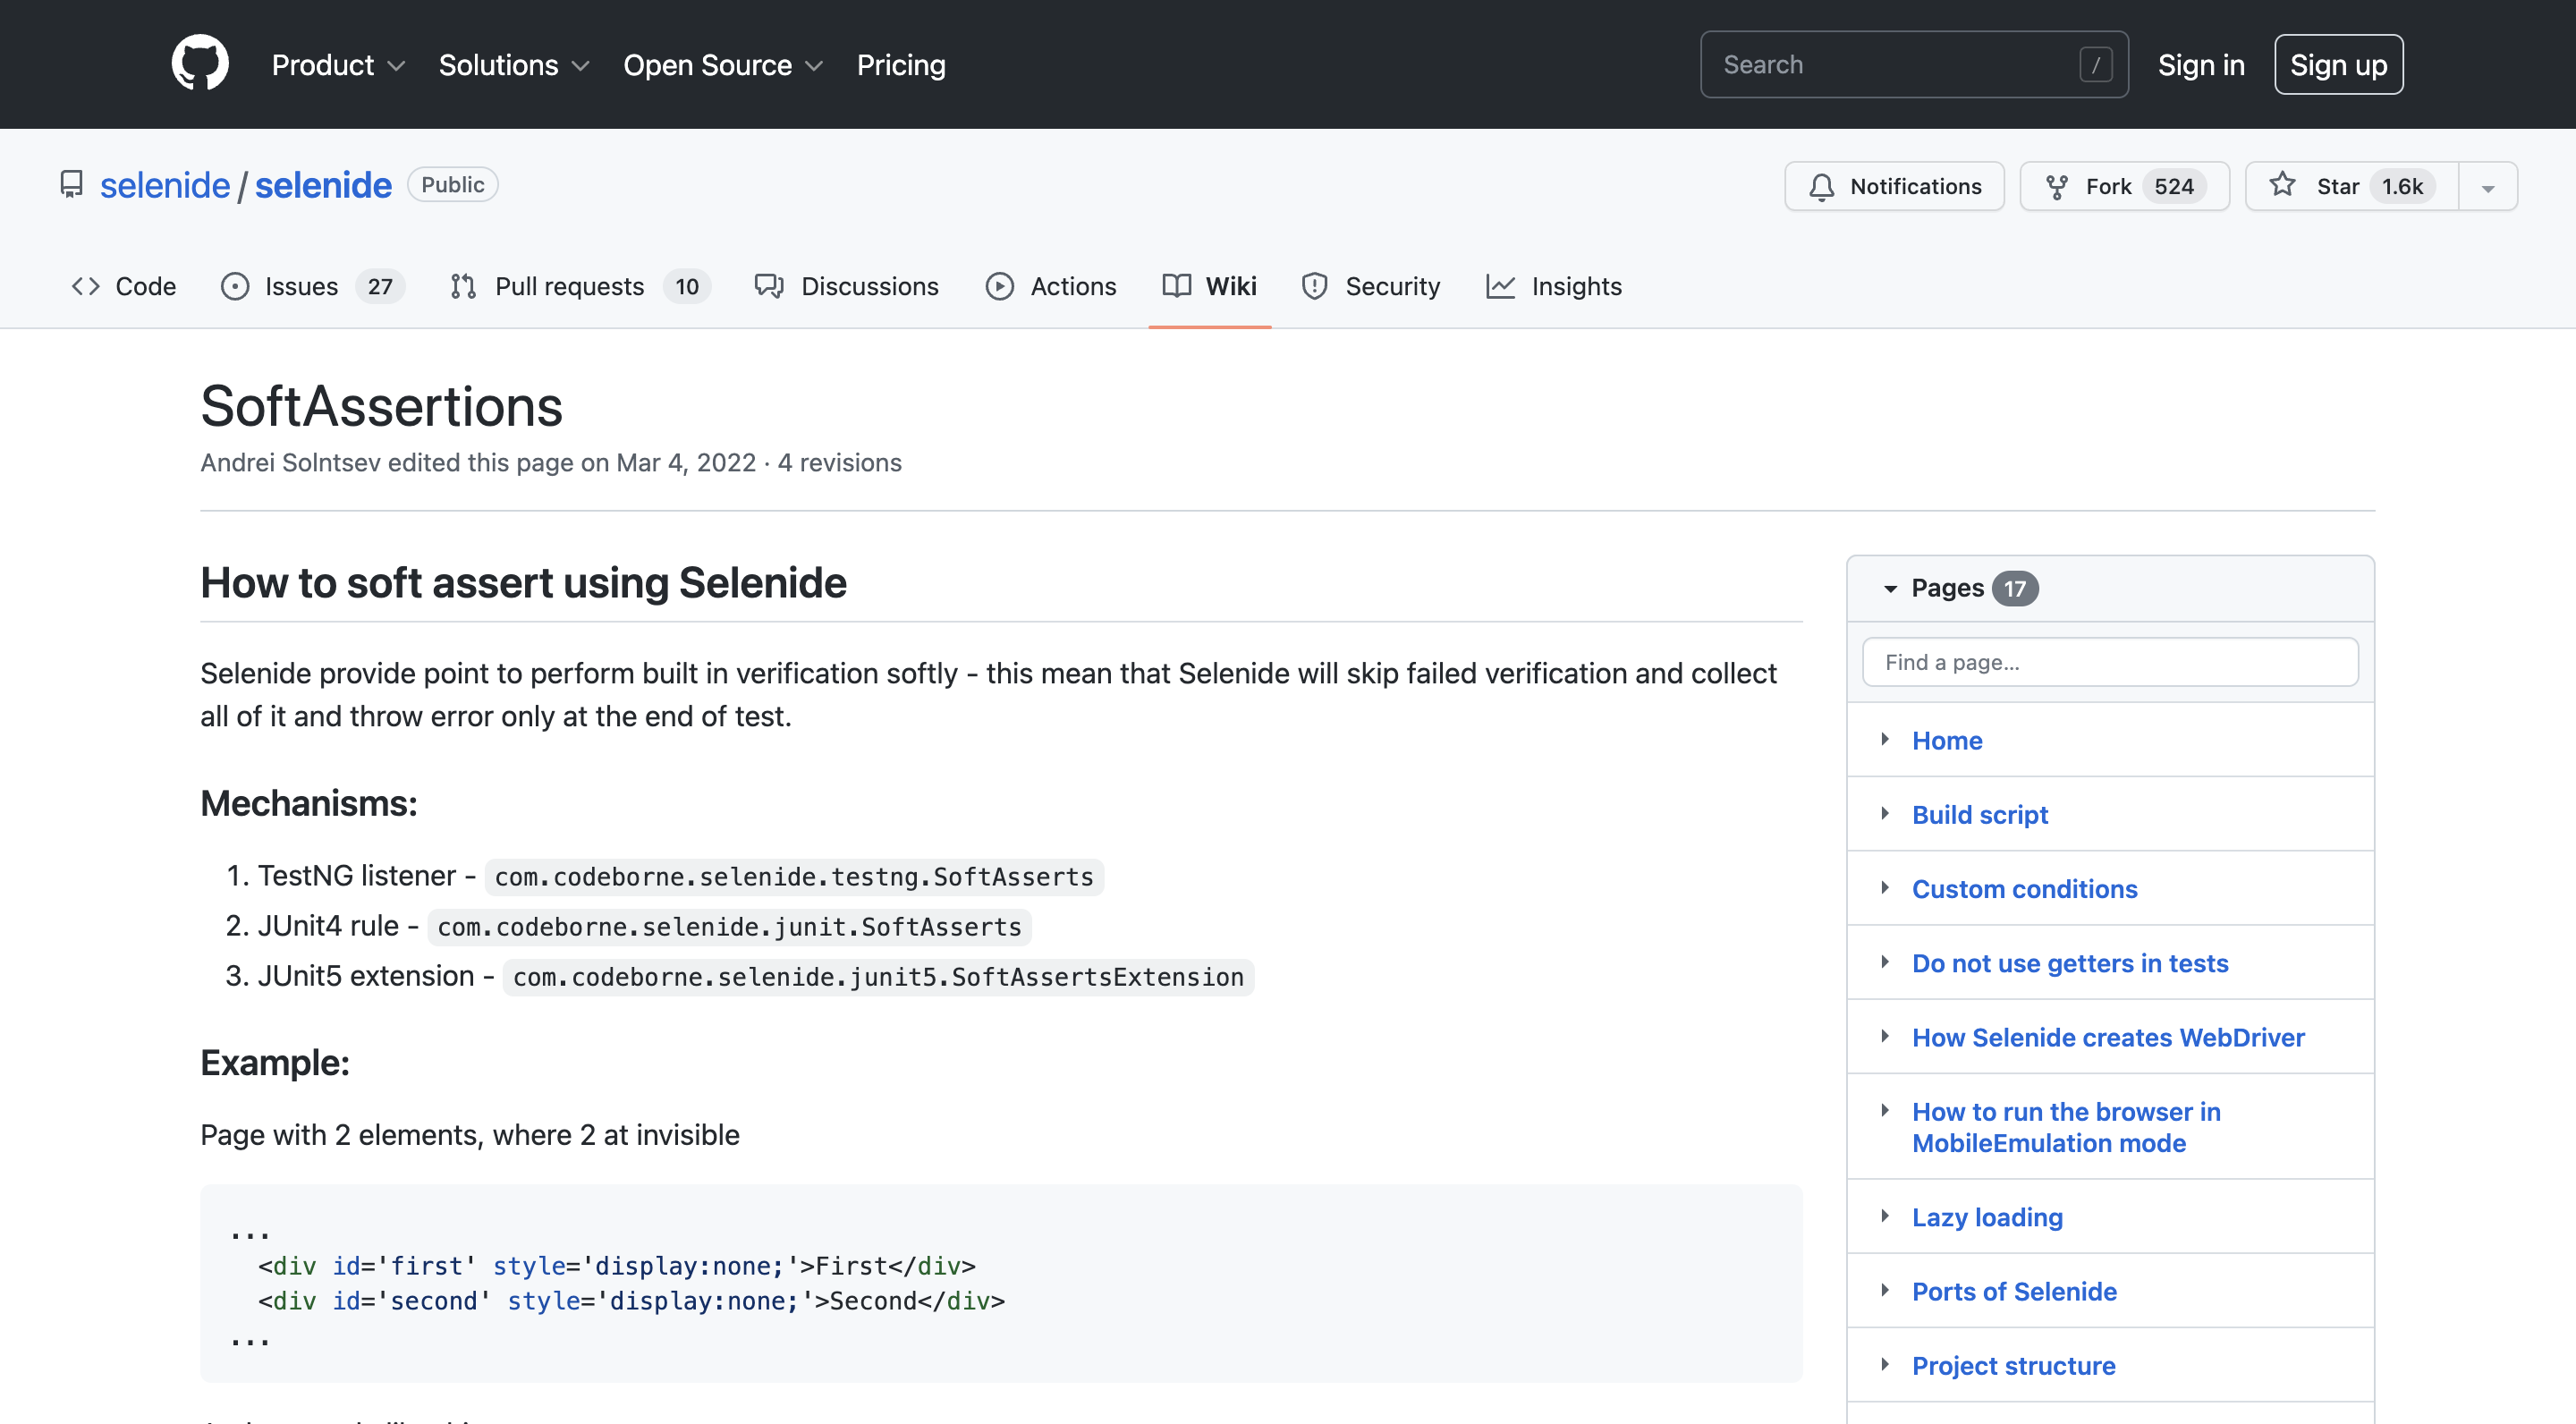 Product Solutions Open Source Pricing Search / Sign in Sign up
selenide / selenide Public Notifications Fork 524 Star 1.6k
Code Issues 27 Pull requests 10 Discussions Actions Wiki Security Insights
SoftAssertions
Andrei Solntsev edited this page on Mar 4, 2022 · 4 revisions
How to soft assert using Selenide
Selenide provide point to perform built in verification softly - this mean that Selenide will skip failed verification and collect
all of it and throw error only at the end of test.
Mechanisms:
1. TestNG listener - com.codeborne.selenide.testng.SoftAsserts
2. JUnit4 rule - com.codeborne.selenide.junit.SoftAsserts
3. JUnit5 extension - com.codeborne.selenide.junit5.SoftAssertsExtension
Example:
Page with 2 elements, where 2 at invisible
...
<div id='first' style='display:none;'>First</div>
<div id='second' style='display:none;'>Second</div>
...
Pages 17
Find a page...
Home
Build script
Custom conditions
Do not use getters in tests
How Selenide creates WebDriver
How to run the browser in
MobileEmulation mode
Lazy loading
Ports of Selenide
Project structure